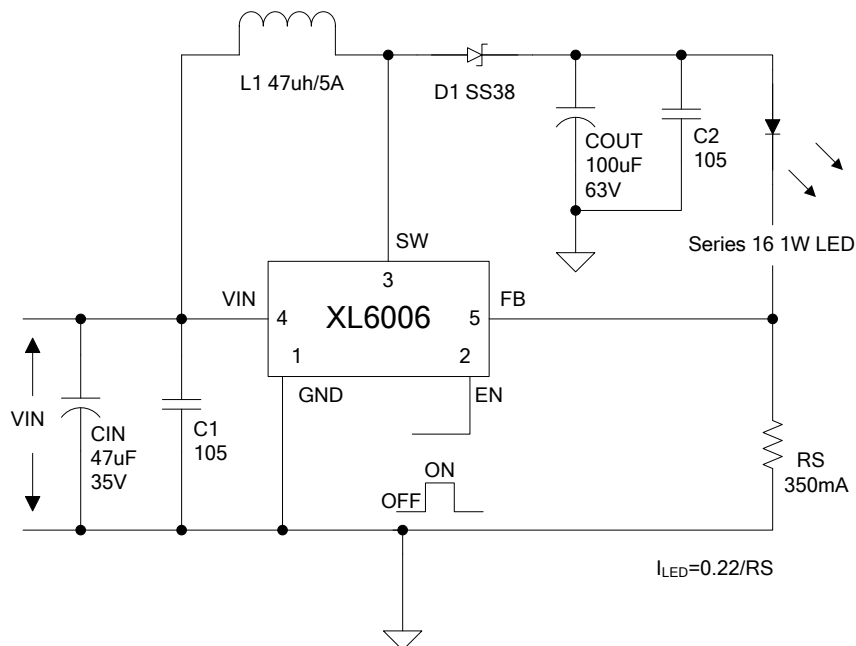 L1 47uh/5A
D1 SS38
COUT
100uF
63V
C2
105
Series 16 1W LED
SW
3
VIN
4
XL6006
5
FB
1
2
GND
EN
VIN
CIN
47uF
35V
C1
105
ON
OFF
RS
350mA
ILED=0.22/RS